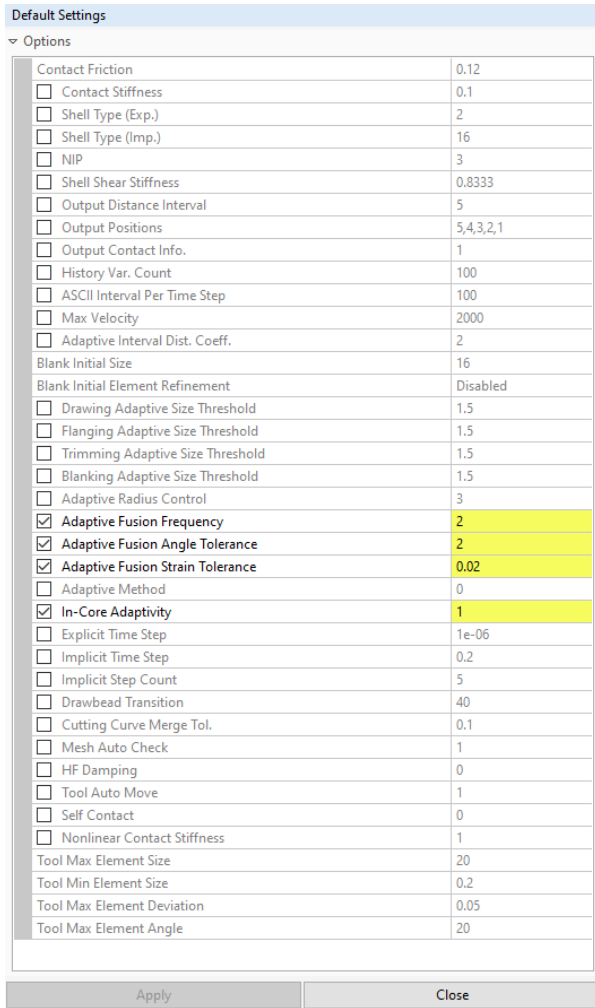 Default Settings
Options
Contact Friction 0.12
Contact Stiffness 0.1
Shell Type (Exp.) 2
Shell Type (Imp.) 16
NIP 3
Shell Shear Stiffness 0.8333
Output Distance Interval 5
Output Positions 5,4,3,2,1
Output Contact Info. 1
History Var. Count 100
ASCII Interval Per Time Step 100
Max Velocity 2000
Adaptive Interval Dist. Coeff. 2
Blank Initial Size 16
Blank Initial Element Refinement Disabled
Drawing Adaptive Size Threshold 1.5
Flanging Adaptive Size Threshold 1.5
Trimming Adaptive Size Threshold 1.5
Blanking Adaptive Size Threshold 1.5
Adaptive Radius Control 3
Adaptive Fusion Frequency 2
Adaptive Fusion Angle Tolerance 2
Adaptive Fusion Strain Tolerance 0.02
Adaptive Method 0
In-Core Adaptivity 1
Explicit Time Step 1e-06
Implicit Time Step 0.2
Implicit Step Count 5
Drawbead Transition 40
Cutting Curve Merge Tol. 0.1
Mesh Auto Check 1
HF Damping 0
Tool Auto Move 1
Self Contact 0
Nonlinear Contact Stiffness 1
Tool Max Element Size 20
Tool Min Element Size 0.2
Tool Max Element Deviation 0.05
Tool Max Element Angle 20
Apply Close